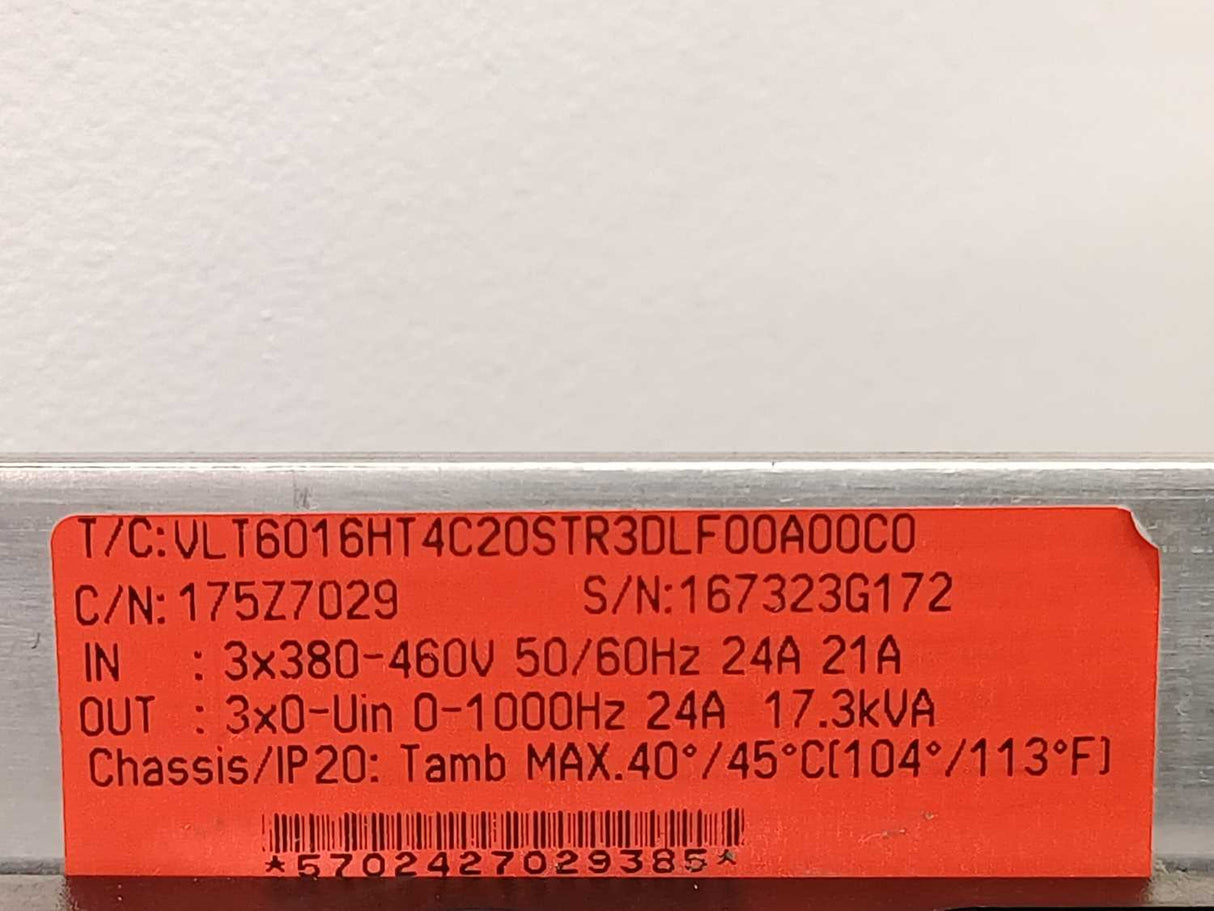 T/C:VLT6016HT4C20STR3DLF00A00C0
C/N: 175Z7029 S/N:167323G172
IN : 3x380-460V 50/60Hz 24A 21A
OUT : 3x0-Uin 0-1000Hz 24A 17.3kVA
Chassis/IP20: Tamb MAX.40°/45°C(104°/113°F)
*5702427029385*